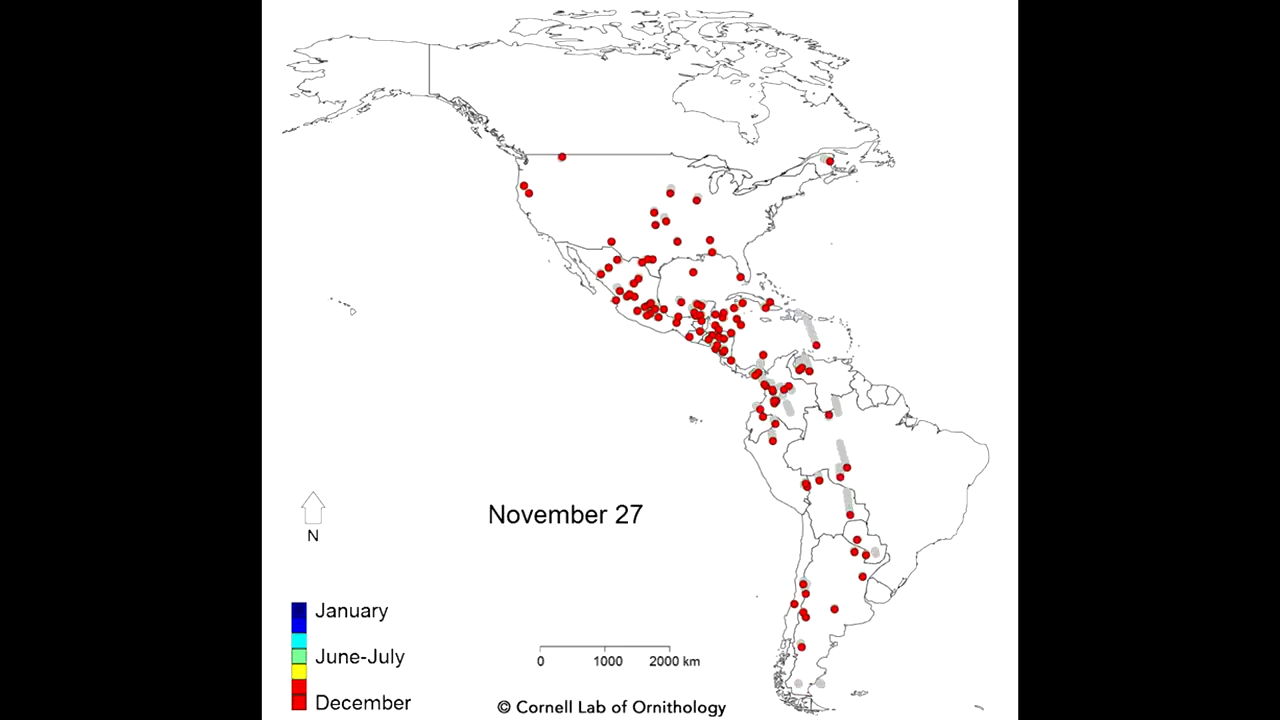 November 27
N
January
June-July
December
0 1000 2000 km
© Cornell Lab of Ornithology